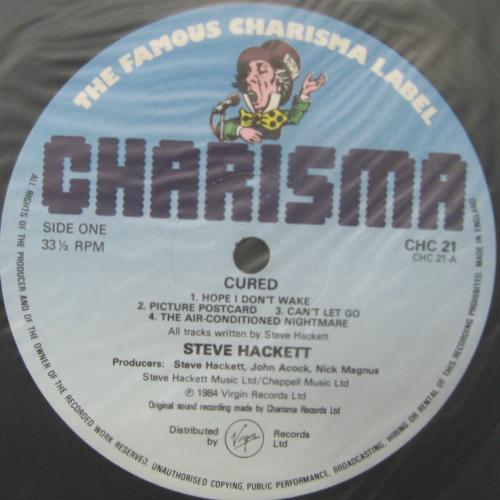 THE FAMOUS CHARISMA LABEL
CHARISMA
SIDE ONE
33⅓ RPM
CHC 21
CHC 21-A
CURED
1. HOPE I DON'T WAKE
2. PICTURE POSTCARD 3. CAN'T LET GO
4. THE AIR-CONDITIONED NIGHTMARE
All tracks written by Steve Hackett
STEVE HACKETT
Producers: Steve Hackett, John Acock, Nick Magnus
Steve Hackett Music Ltd/Chappell Music Ltd
℗ 1984 Virgin Records Ltd
Original sound recording made by Charisma Records Ltd
Distributed by
Virgin
Records Ltd
ALL RIGHTS OF THE PRODUCER AND OF THE OWNER OF THE RECORDED WORK RESERVED. UNAUTHORISED COPYING, PUBLIC PERFORMANCE, BROADCASTING, HIRING OR RENTAL OF THIS RECORDING PROHIBITED. MADE IN ENGLAND